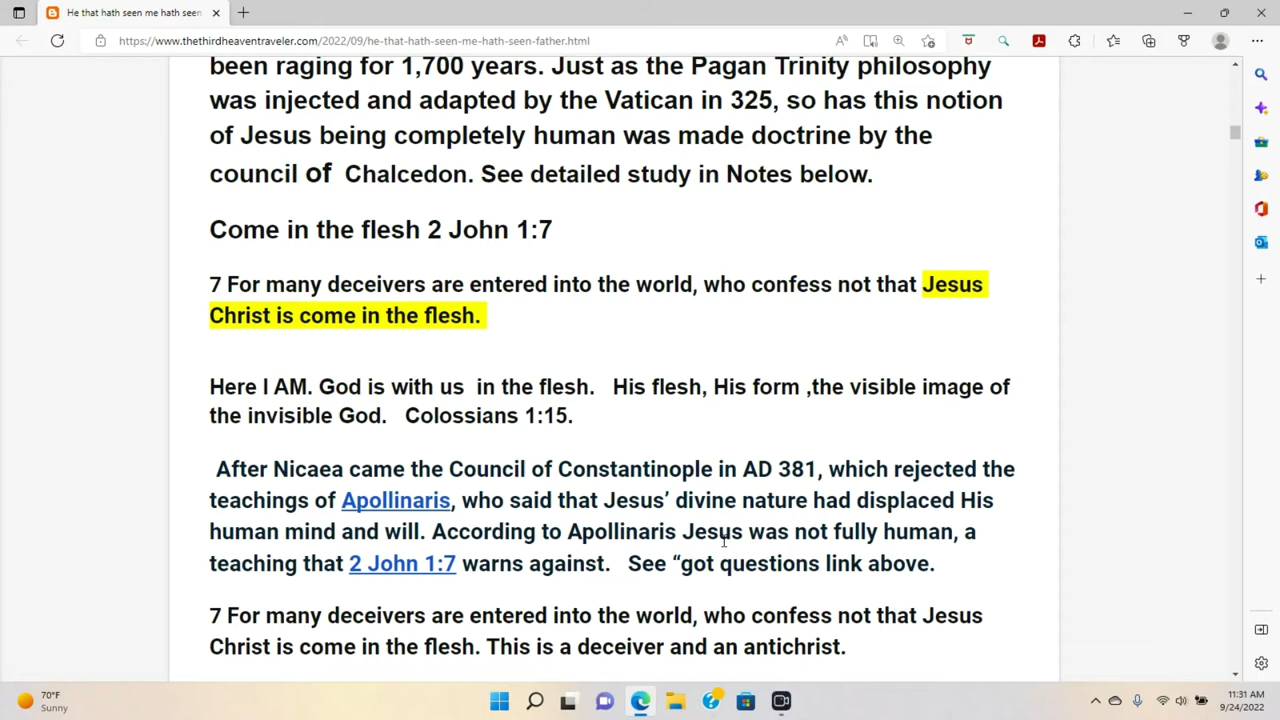 He that hath seen me hath seen
https://www.thethirdheaventraveler.com/2022/09/he-that-hath-seen-me-hath-seen-father.html
been raging for 1,700 years. Just as the Pagan Trinity philosophy
was injected and adapted by the Vatican in 325, so has this notion
of Jesus being completely human was made doctrine by the
council of Chalcedon. See detailed study in Notes below.
Come in the flesh 2 John 1:7
7 For many deceivers are entered into the world, who confess not that Jesus
Christ is come in the flesh.
Here I AM. God is with us in the flesh. His flesh, His form ,the visible image of
the invisible God. Colossians 1:15.
After Nicaea came the Council of Constantinople in AD 381, which rejected the
teachings of Apollinaris, who said that Jesus’ divine nature had displaced His
human mind and will. According to Apollinaris Jesus was not fully human, a
teaching that 2 John 1:7 warns against. See “got questions link above.
7 For many deceivers are entered into the world, who confess not that Jesus
Christ is come in the flesh. This is a deceiver and an antichrist.
70°F
Sunny
11:31 AM
9/24/2022